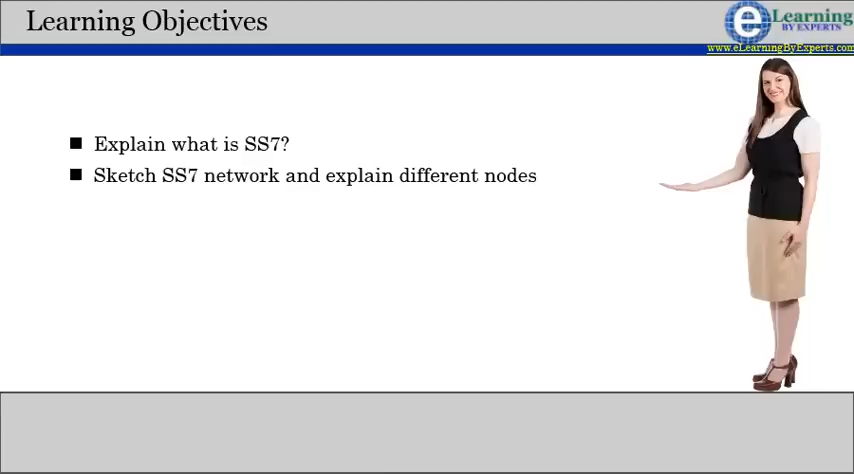 Learning Objectives
eLearning
BY EXPERTS
www.eLearningByExperts.com
■ Explain what is SS7?
■ Sketch SS7 network and explain different nodes